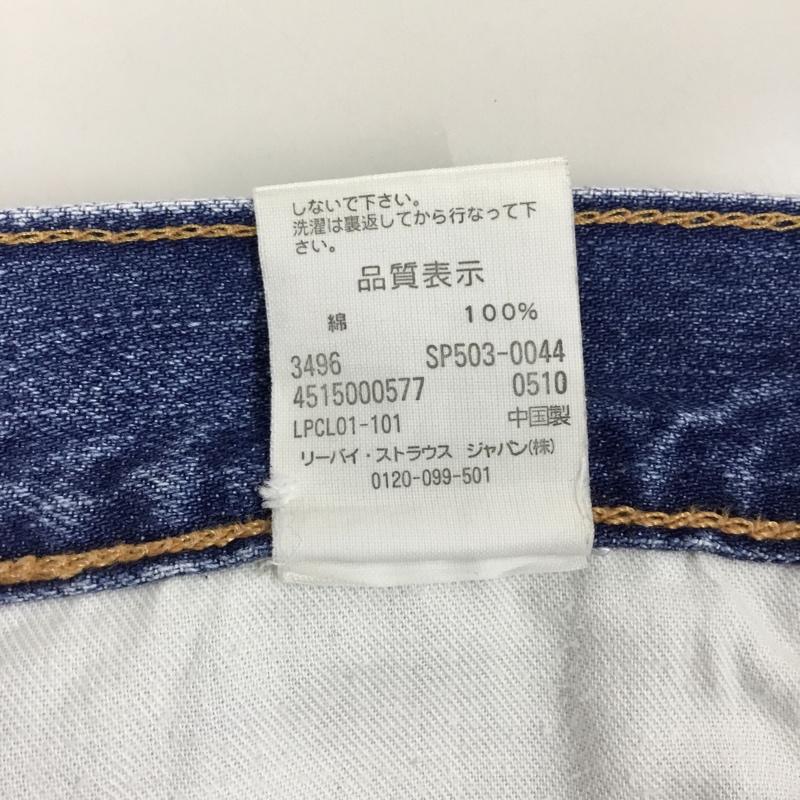 しないで下さい。
洗濯は裏返してから行なって下
さい。
品質表示
綿 100%
3496 SP503-0044
4515000577 0510
LPCL01-101 中国製
リーバイ・ストラウス ジャパン(株)
0120-099-501